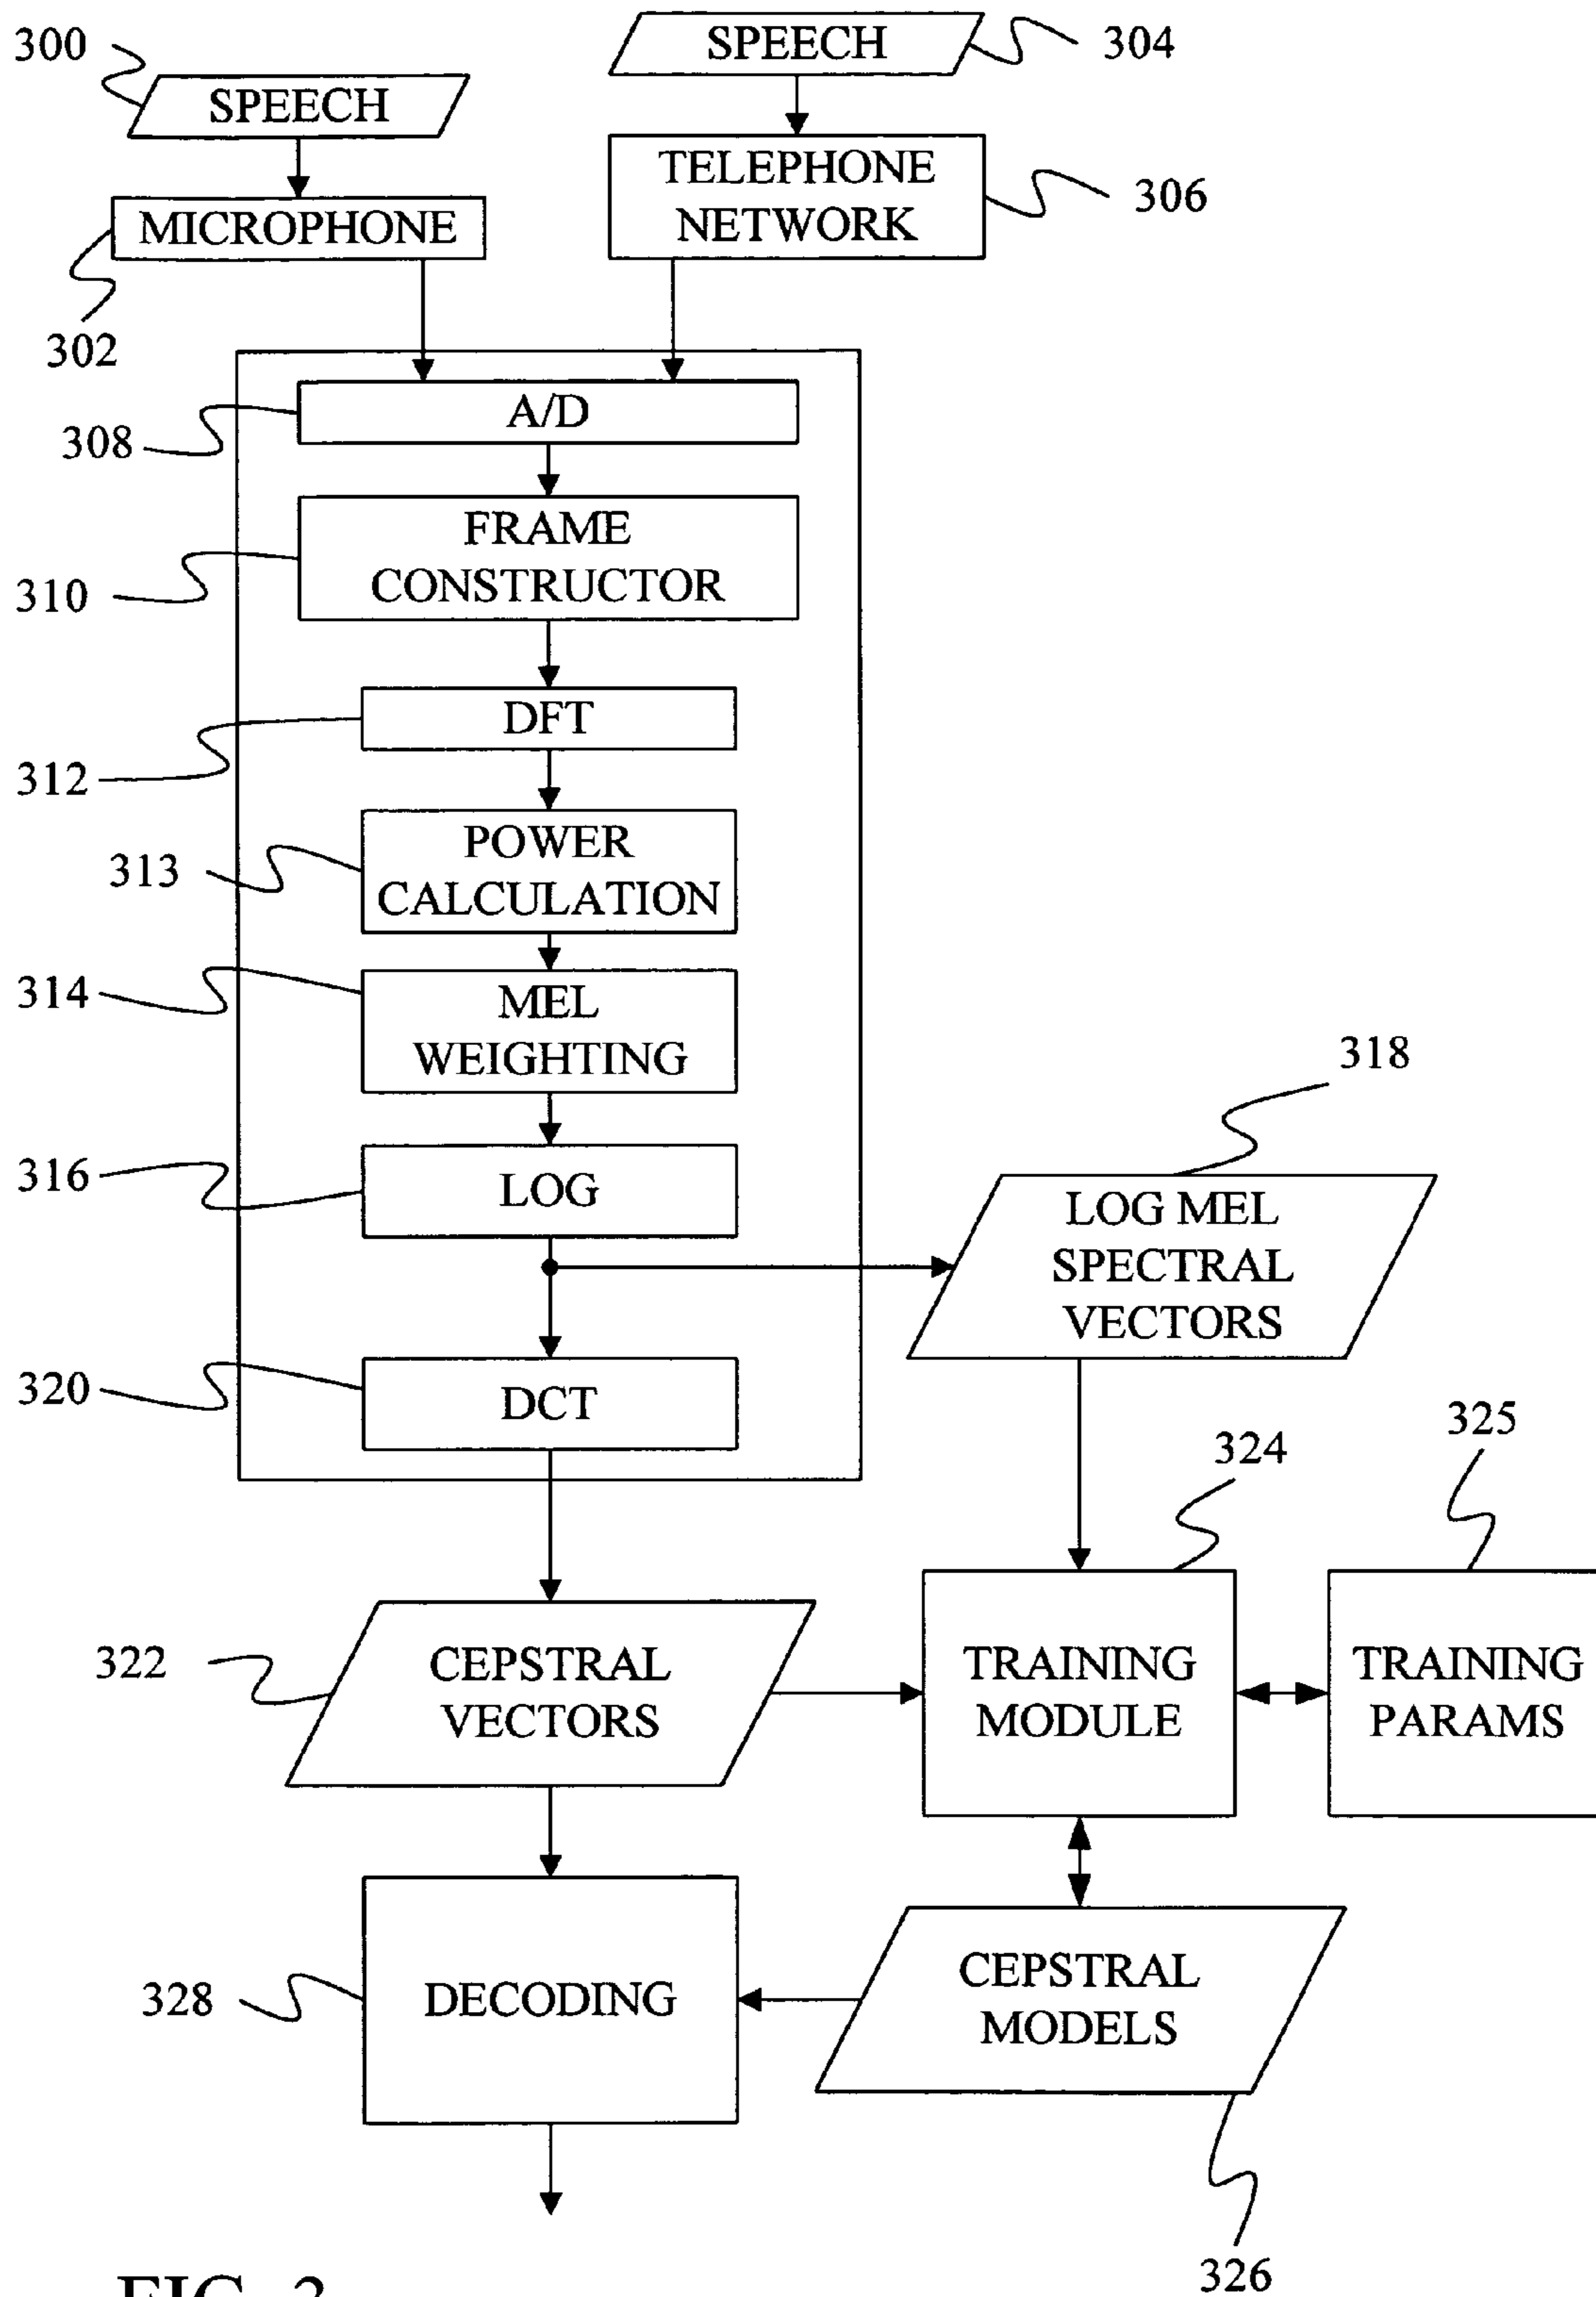 300
SPEECH
SPEECH
304
MICROPHONE
302
TELEPHONE
NETWORK
306
A/D
308
FRAME
CONSTRUCTOR
310
DFT
312
POWER
CALCULATION
313
MEL
WEIGHTING
314
LOG
316
318
LOG MEL
SPECTRAL
VECTORS
DCT
320
324
325
CEPSTRAL
VECTORS
322
TRAINING
MODULE
TRAINING
PARAMS
DECODING
328
CEPSTRAL
MODELS
326
FIG. 3